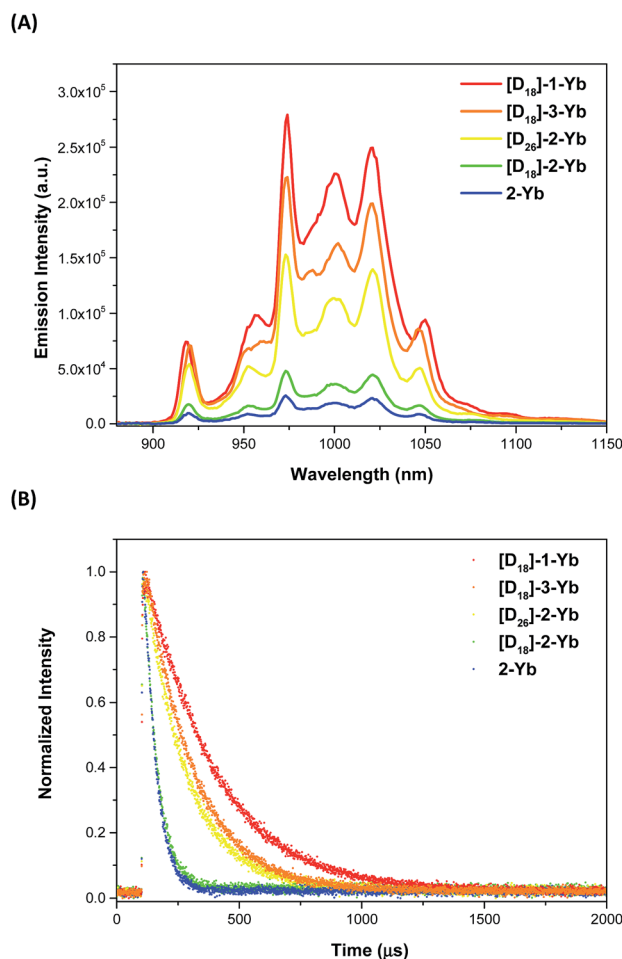 (A)
[D₁₈]-1-Yb
[D₁₈]-3-Yb
[D₂₆]-2-Yb
[D₁₈]-2-Yb
2-Yb
3.0x10⁵
2.5x10⁵
2.0x10⁵
1.5x10⁵
1.0x10⁵
5.0x10⁴
0.0
Emission Intensity (a.u.)
900 950 1000 1050 1100 1150
Wavelength (nm)
(B)
[D₁₈]-1-Yb
[D₁₈]-3-Yb
[D₂₆]-2-Yb
[D₁₈]-2-Yb
2-Yb
1.0
0.8
0.6
0.4
0.2
0.0
Normalized Intensity
0 500 1000 1500 2000
Time (µs)